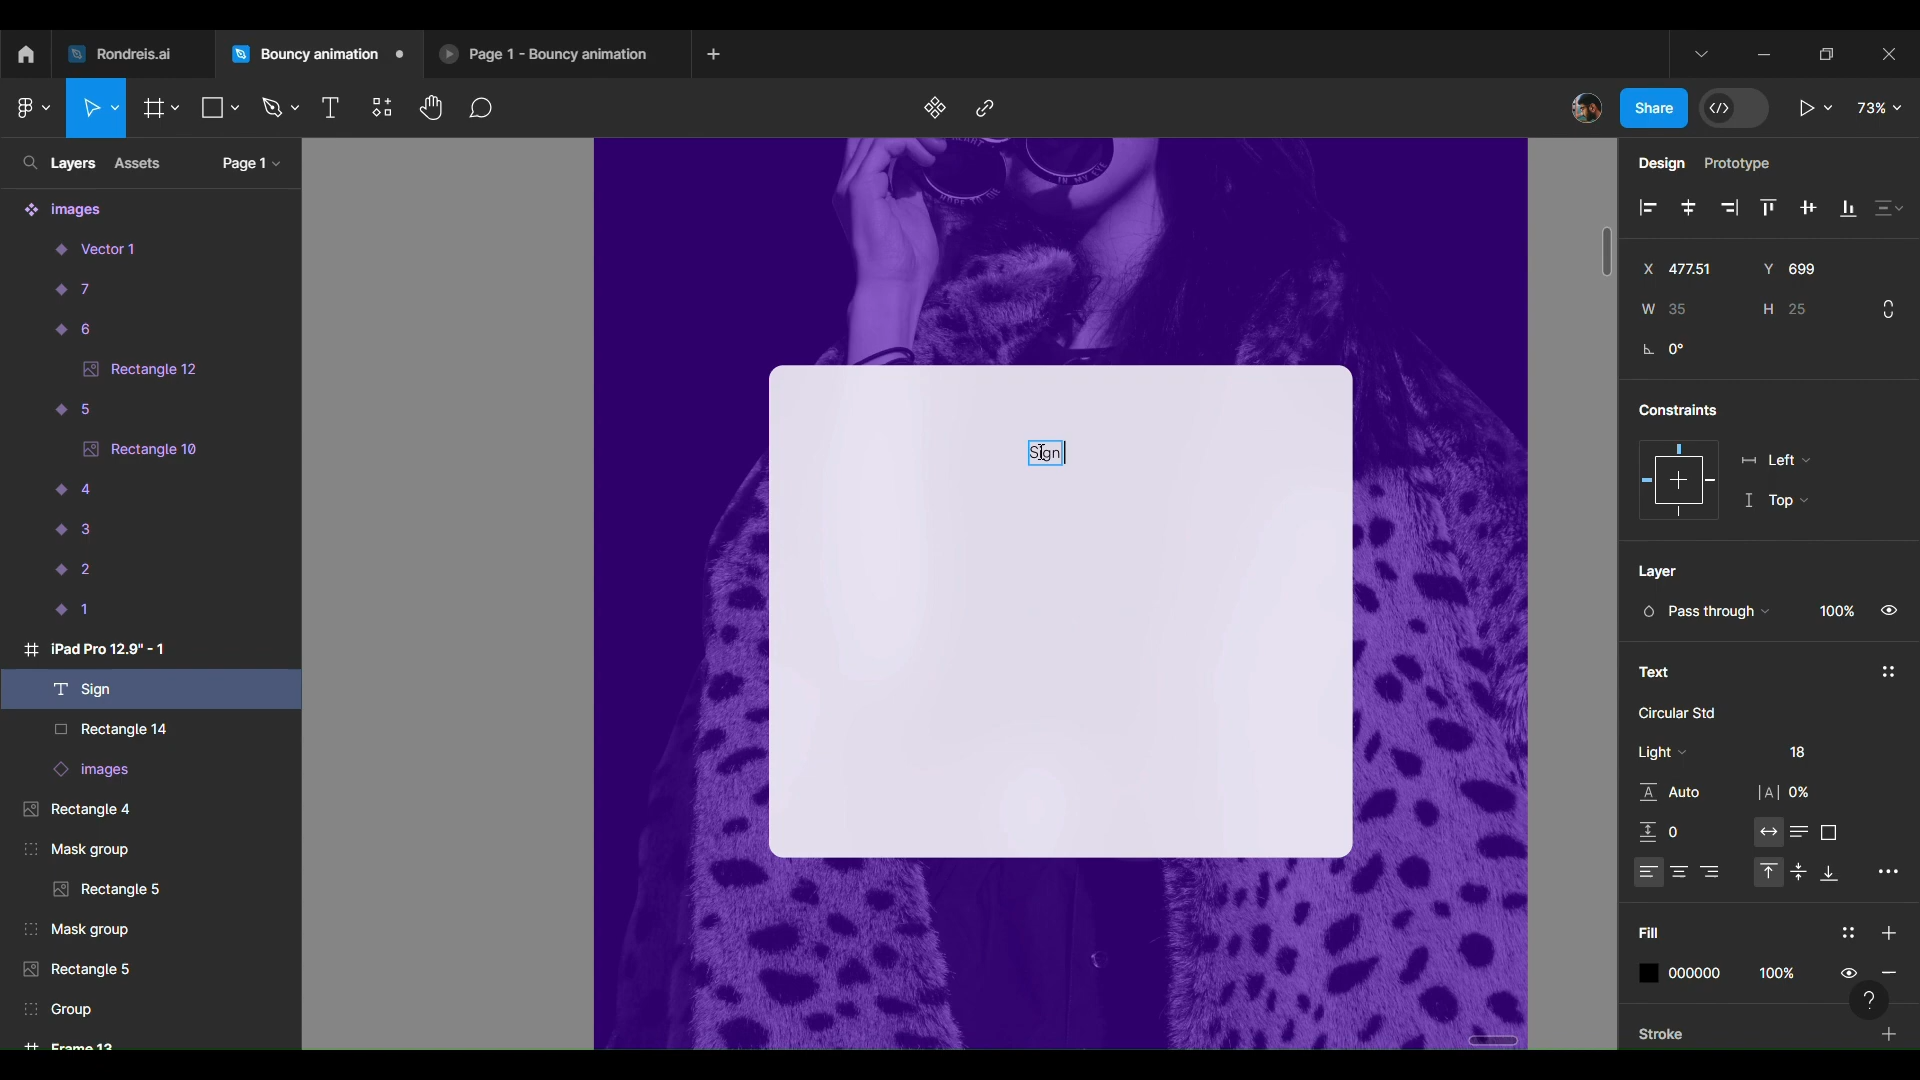 Rondreis.ai
Bouncy animation
Page 1 - Bouncy animation
Share
73%
Layers
Assets
Page 1
images
Vector 1
7
6
Rectangle 12
5
Rectangle 10
4
3
2
1
iPad Pro 12.9" - 1
Sign
Rectangle 14
images
Rectangle 4
Mask group
Rectangle 5
Mask group
Rectangle 5
Group
Frame 13
IN MY EYE
Sign
Design
Prototype
X 477.51
Y 699
W 35
H 25
0°
Constraints
Left
Top
Layer
Pass through
100%
Text
Circular Std
Light
18
A Auto
|A| 0%
0
Fill
000000
100%
?
Stroke